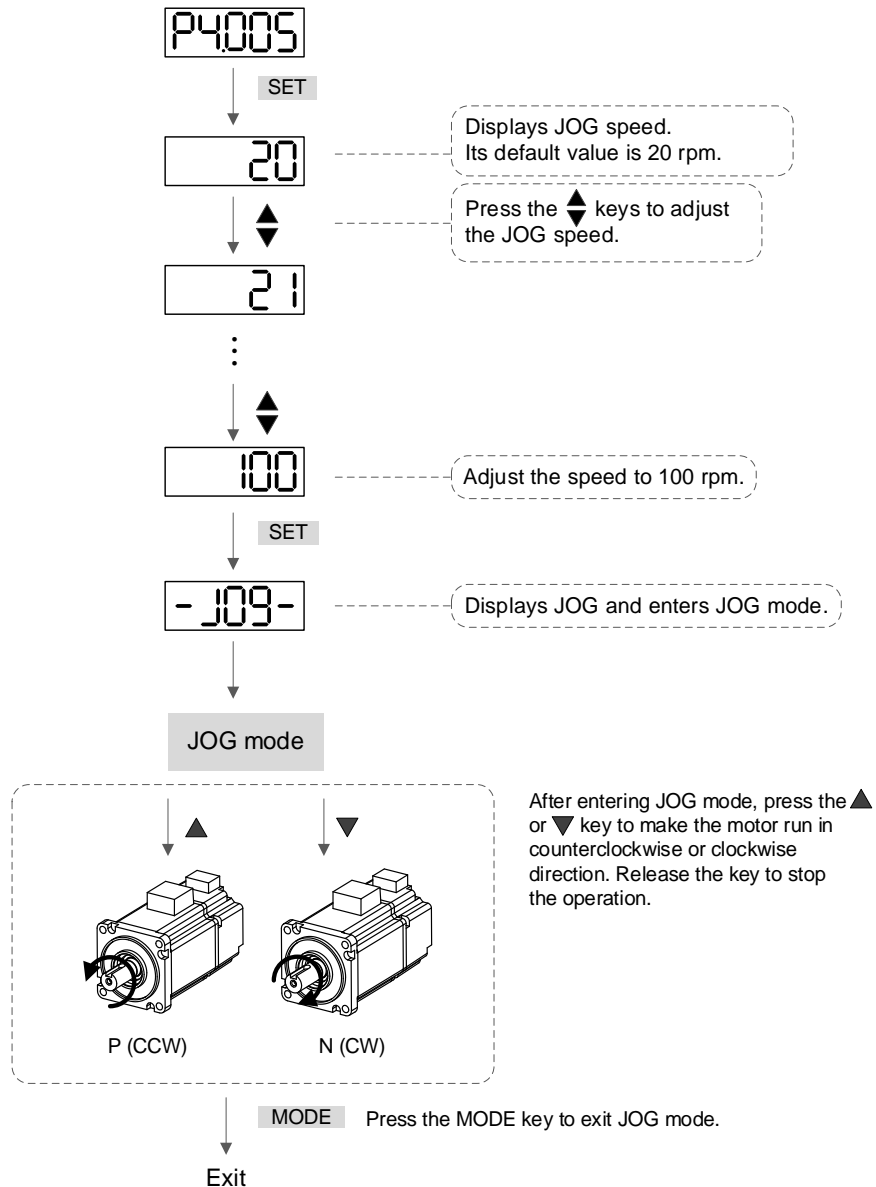 P4.005
SET
20
Displays JOG speed.
Its default value is 20 rpm.
Press the ▲▼ keys to adjust
the JOG speed.
21
100
Adjust the speed to 100 rpm.
SET
-JOG-
Displays JOG and enters JOG mode.
JOG mode
After entering JOG mode, press the ▲
or ▼ key to make the motor run in
counterclockwise or clockwise
direction. Release the key to stop
the operation.
P (CCW)
N (CW)
MODE
Press the MODE key to exit JOG mode.
Exit